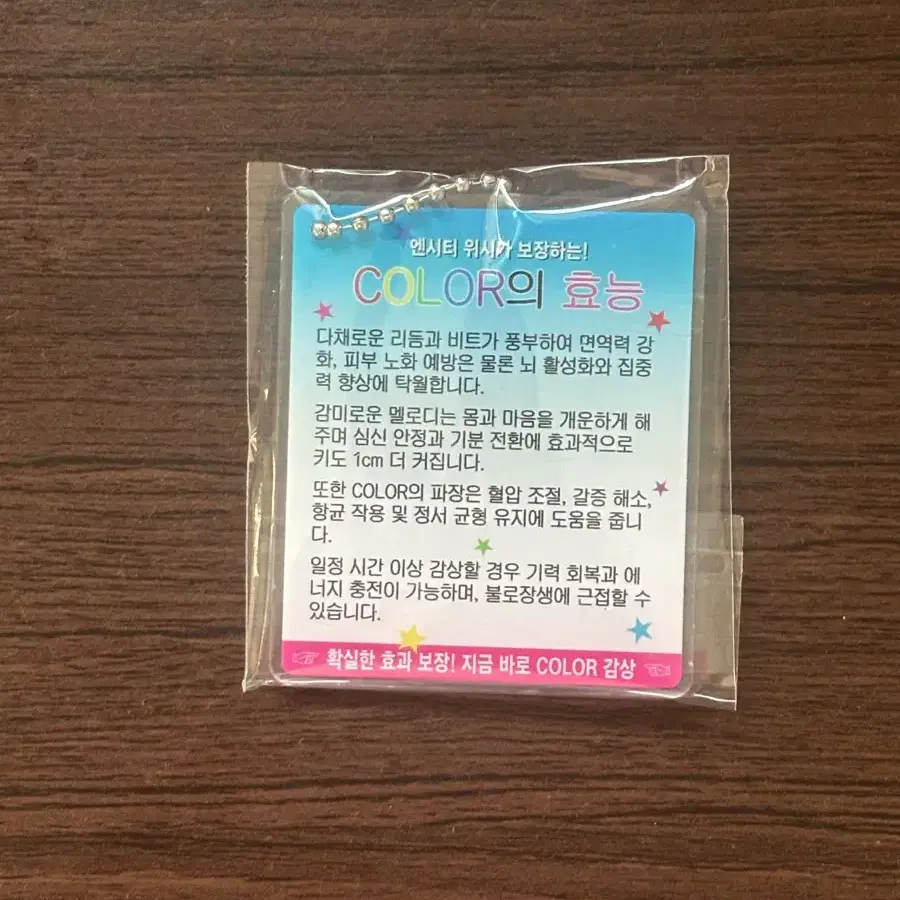 엔시티 위시가 보장하는!
COLOR의 효능
다채로운 리듬과 비트가 풍부하여 면역력 강
화, 피부 노화 예방은 물론 뇌 활성화와 집중
력 향상에 탁월합니다.
감미로운 멜로디는 몸과 마음을 개운하게 해
주며 심신 안정과 기분 전환에 효과적으로
키도 1cm 더 커집니다.
또한 COLOR의 파장은 혈압 조절, 갈증 해소,
항균 작용 및 정서 균형 유지에 도움을 줍니
다.
일정 시간 이상 감상할 경우 기력 회복과 에
너지 충전이 가능하며, 불로장생에 근접할 수
있습니다.
확실한 효과 보장! 지금 바로 COLOR 감상